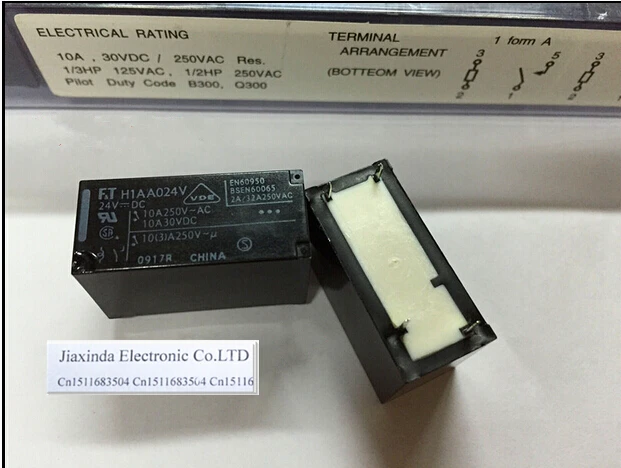 ELECTRICAL RATING
10A , 30VDC / 250VAC Res.
1/3HP 125VAC, 1/2HP 250VAC
Pilot Duty Code B300, Q300
TERMINAL
ARRANGEMENT
(BOTTEOM VIEW)
1 form A
3
5
3
2
1
2
FJT H1AA024V
24V⎓DC
VDE
EN60950
BSEN60065
2A/32A250VAC
10A250V~AC
10A30VDC
10(3)A250V~µ
0917R CHINA
Jiaxinda Electronic Co.LTD
Cn1511683504 Cn1511683504 Cn15116